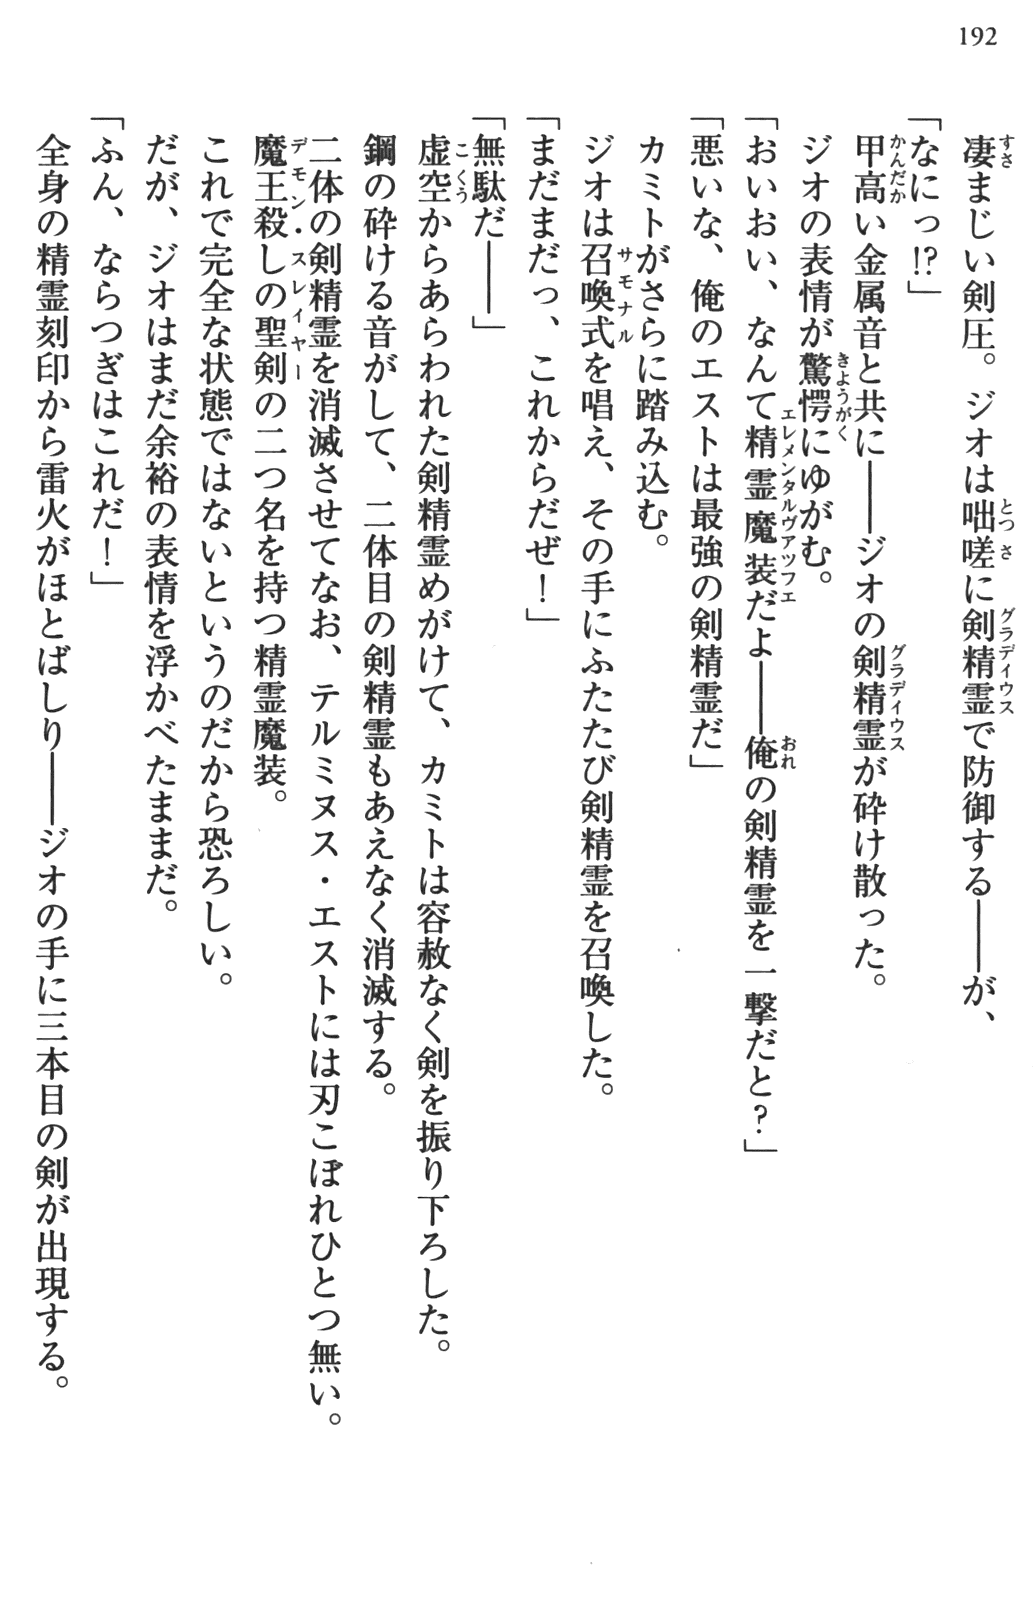 192
凄まじい剣圧。ジオは咄嗟に剣精霊で防御する――が、
「なにっ!?」
甲高い金属音と共に――ジオの剣精霊が砕け散った。
ジオの表情が驚愕にゆがむ。
「おいおい、なんて精霊魔装だよ――俺の剣精霊を一撃だと？」
「悪いな、俺のエストは最強の剣精霊だ」
カミトがさらに踏み込む。
ジオは召喚式を唱え、その手にふたたび剣精霊を召喚した。
「まだまだっ、これからだぜ！」
「無駄だ――」
虚空からあらわれた剣精霊めがけて、カミトは容赦なく剣を振り下ろした。
鋼の砕ける音がして、二体目の剣精霊もあえなく消滅する。
二体の剣精霊を消滅させてなお、テルミヌス・エストには刃こぼれひとつ無い。
魔王殺しの聖剣の二つ名を持つ精霊魔装。
これで完全な状態ではないというのだから恐ろしい。
だが、ジオはまだ余裕の表情を浮かべたままだ。
「ふん、ならつぎはこれだ！」
全身の精霊刻印から雷火がほとばしり――ジオの手に三本目の剣が出現する。